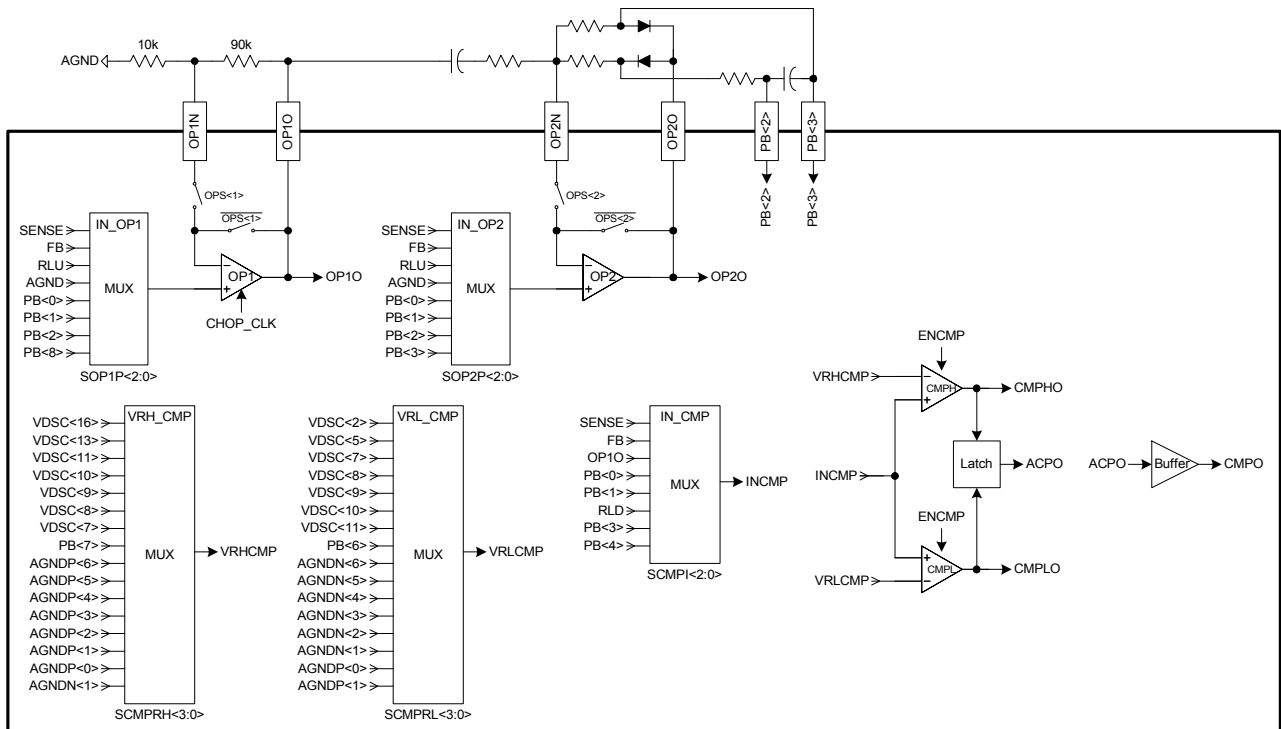 AGND
10k
90k
OP1N
OP1O
OP2N
OP2O
PB<2>
PB<3>
PB<2>
PB<3>
OPS<1>
OPS<1>
OPS<2>
OPS<2>
IN_OP1
SENSE
FB
RLU
AGND
PB<0>
PB<1>
PB<2>
PB<8>
MUX
SOP1P<2:0>
OP1
OP1O
CHOP_CLK
IN_OP2
SENSE
FB
RLU
AGND
PB<0>
PB<1>
PB<2>
PB<3>
MUX
SOP2P<2:0>
OP2
OP2O
VRH_CMP
VDSC<16>
VDSC<13>
VDSC<11>
VDSC<10>
VDSC<9>
VDSC<8>
VDSC<7>
PB<7>
AGNDP<6>
AGNDP<5>
AGNDP<4>
AGNDP<3>
AGNDP<2>
AGNDP<1>
AGNDP<0>
AGNDN<1>
MUX
VRHCMP
SCMPRH<3:0>
VRL_CMP
VDSC<2>
VDSC<5>
VDSC<7>
VDSC<8>
VDSC<9>
VDSC<10>
VDSC<11>
PB<6>
AGNDN<6>
AGNDN<5>
AGNDN<4>
AGNDN<3>
AGNDN<2>
AGNDN<1>
AGNDP<0>
AGNDP<1>
MUX
VRLCMP
SCMPRL<3:0>
IN_CMP
SENSE
FB
OP1O
PB<0>
PB<1>
RLD
PB<3>
PB<4>
MUX
INCMP
SCMPI<2:0>
ENCMP
VRHCMP
CMPH
CMPHO
INCMP
Latch
ACPO
ENCMP
CMPL
CMPLO
VRLCMP
ACPO
Buffer
CMPO